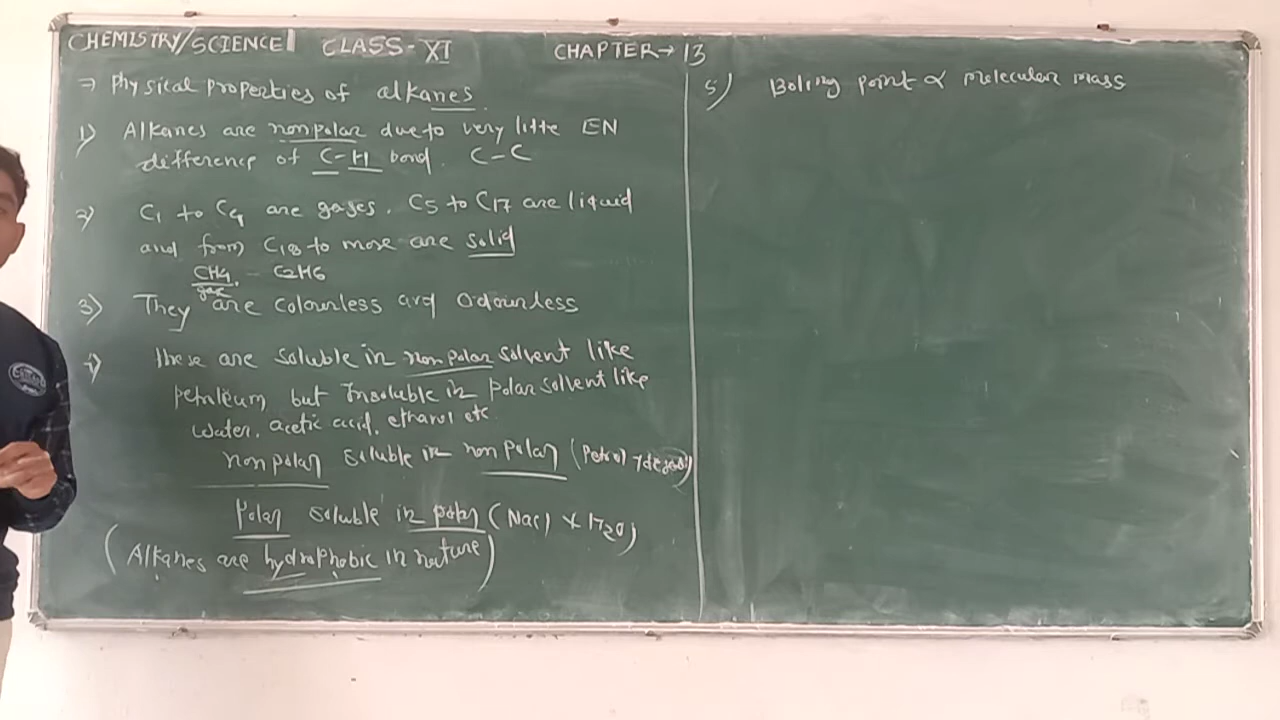 CHEMISTRY/SCIENCE CLASS-XI CHAPTER→13
→ Physical properties of alkanes
1) Alkanes are nonpolar due to very litte EN
difference of C-H bond. C-C
2) C1 to C4 are gases. C5 to C17 are liquid
and from C18 to more are solid
CH4. - C2H6
gas
3) They are colourless and Odourless
these are soluble in non polar solvent like
petroleum but Insoluble in polar solvent like
water, acetic acid, ethanol etc
non polar soluble in non polar (Petrol +
Polar soluble in polar (NaCl × H2O)
(Alkanes are hydrophobic in nature)
5) Boling point ∝ molecular mass